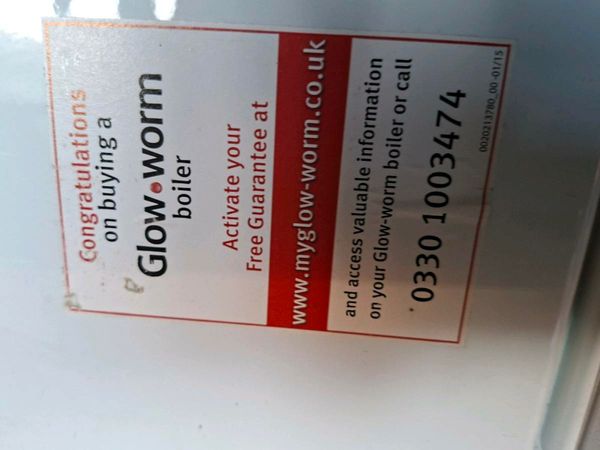 Congratulations
on buying a
Glow•worm
boiler
Activate your
Free Guarantee at
www.myglow-worm.co.uk
and access valuable information
on your Glow-worm boiler or call
0330 1003474
0020213780_00-01/15